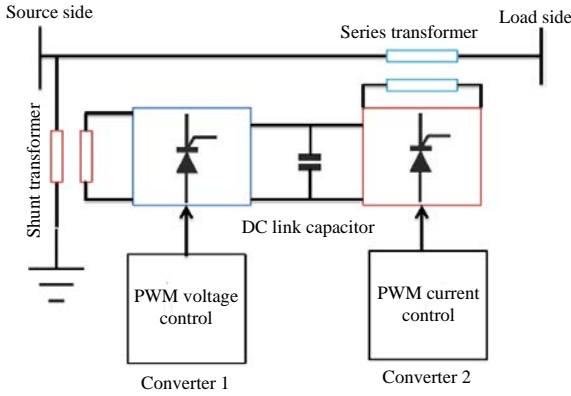 Source side
Load side
Series transformer
Shunt transformer
DC link capacitor
PWM voltage
control
PWM current
control
Converter 1
Converter 2